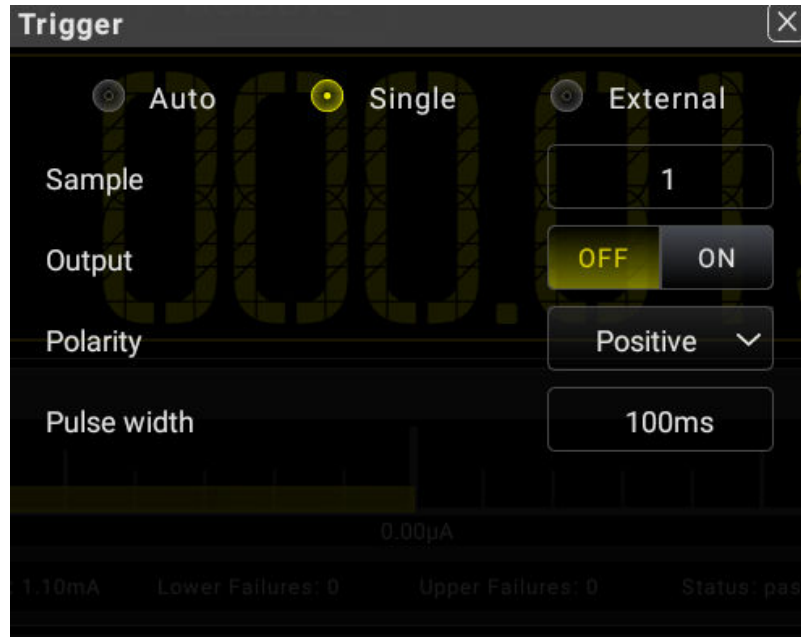 Trigger
Auto Single External
Sample 1
Output OFF ON
Polarity Positive
Pulse width 100ms
0.00µA
1.10mA Lower Failures: 0 Upper Failures: 0 Status: pas